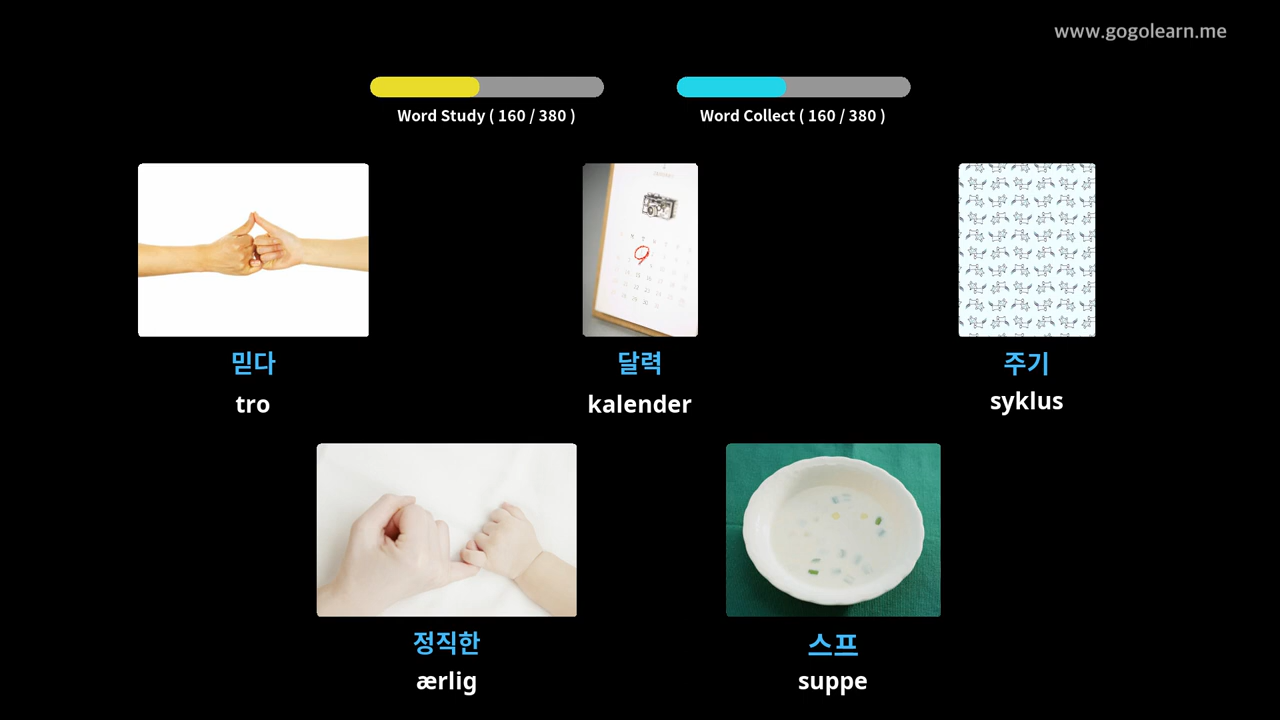 www.gogolearn.me
Word Study ( 160 / 380 )
Word Collect ( 160 / 380 )
믿다
달력
주기
tro
kalender
syklus
정직한
스프
ærlig
suppe